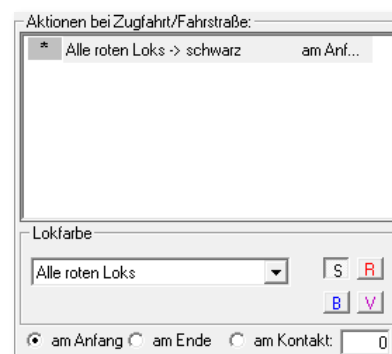 Aktionen bei Zugfahrt/Fahrstraße:
* Alle roten Loks -> schwarz am Anf...
Lokfarbe
Alle roten Loks S R
B V
am Anfang am Ende am Kontakt: 0